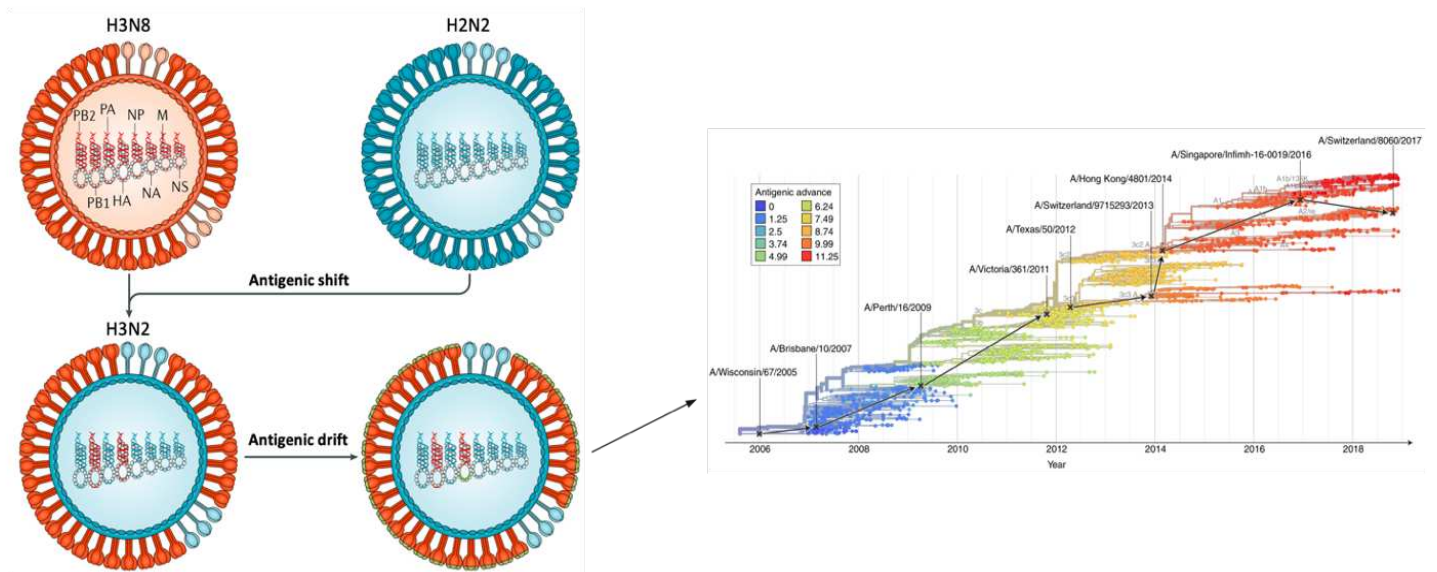 H3N8
H2N2
PB2
PA
NP
M
PB1
HA
NA
NS
Antigenic shift
H3N2
Antigenic drift
Antigenic advance
0
1.25
2.5
3.74
4.99
6.24
7.49
8.74
9.99
11.25
A/Switzerland/8060/2017
A/Singapore/Infimh-16-0019/2016
A/Hong Kong/4801/2014
A/Switzerland/9715293/2013
A/Texas/50/2012
A/Victoria/361/2011
A/Perth/16/2009
A/Brisbane/10/2007
A/Wisconsin/67/2005
A1
3c2.A
3c3.A
2006 2008 2010 2012 2014 2016 2018
Year